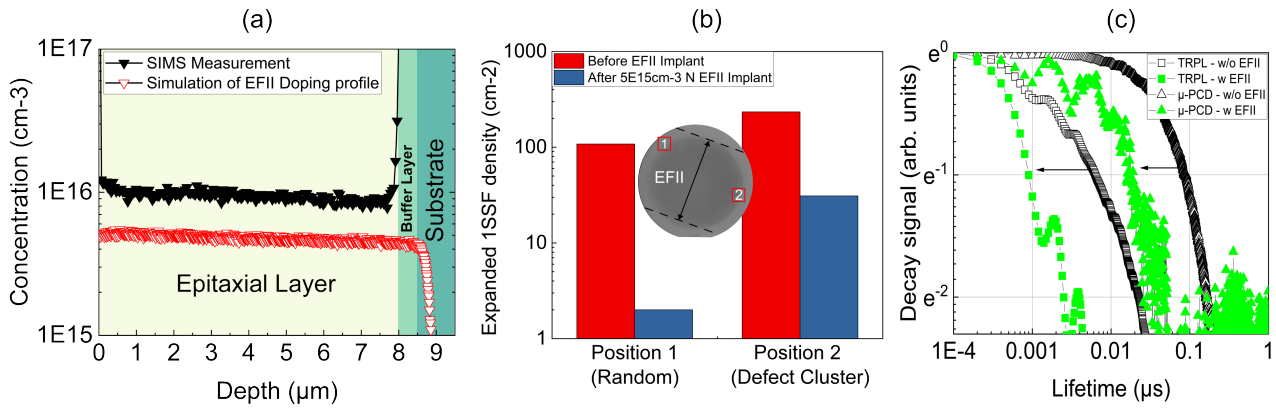 (a)
1E17
1E16
1E15
Concentration (cm-3)
SIMS Measurement
Simulation of EFII Doping profile
Buffer Layer
Substrate
Epitaxial Layer
0 1 2 3 4 5 6 7 8 9
Depth (µm)
(b)
1000
100
10
1
Expanded 1SSF density (cm-2)
Before EFII Implant
After 5E15cm-3 N EFII Implant
1
EFII
2
Position 1
(Random)
Position 2
(Defect Cluster)
(c)
e⁰
e⁻¹
e⁻²
Decay signal (arb. units)
TRPL - w/o EFII
TRPL - w EFII
µ-PCD - w/o EFII
µ-PCD - w EFII
1E-4 0.001 0.01 0.1 1
Lifetime (µs)